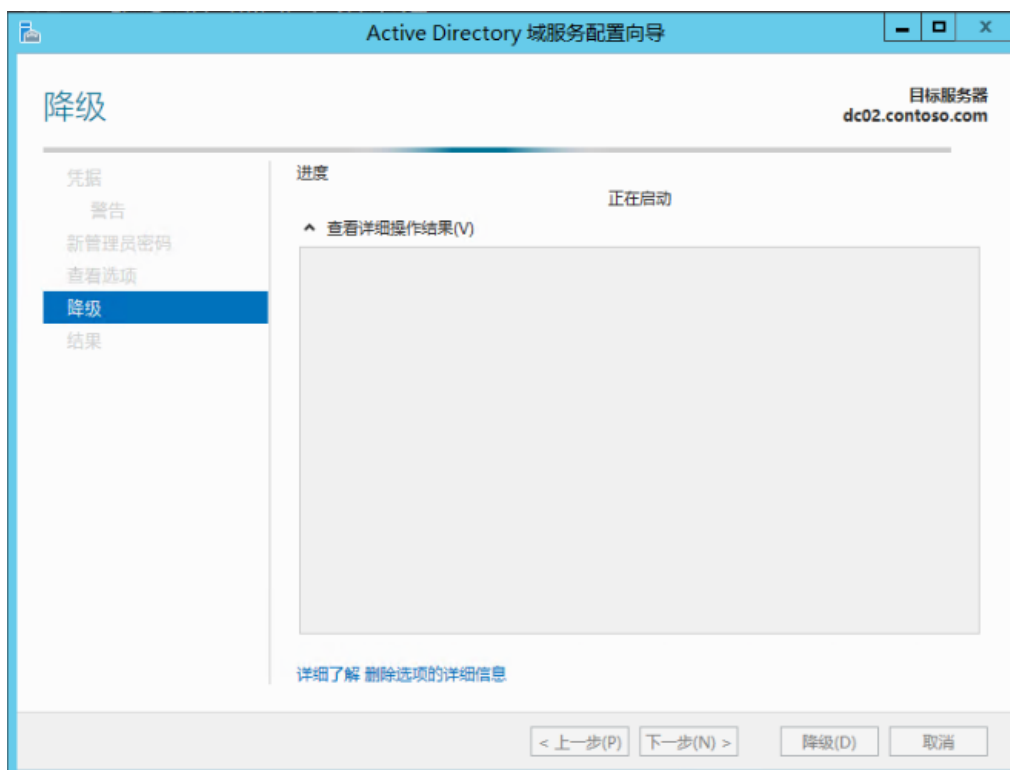 Active Directory 域服务配置向导
降级
目标服务器
dc02.contoso.com
凭据
警告
新管理员密码
查看选项
降级
结果
进度
正在启动
查看详细操作结果(V)
详细了解 删除选项的详细信息
< 上一步(P)
下一步(N) >
降级(D)
取消